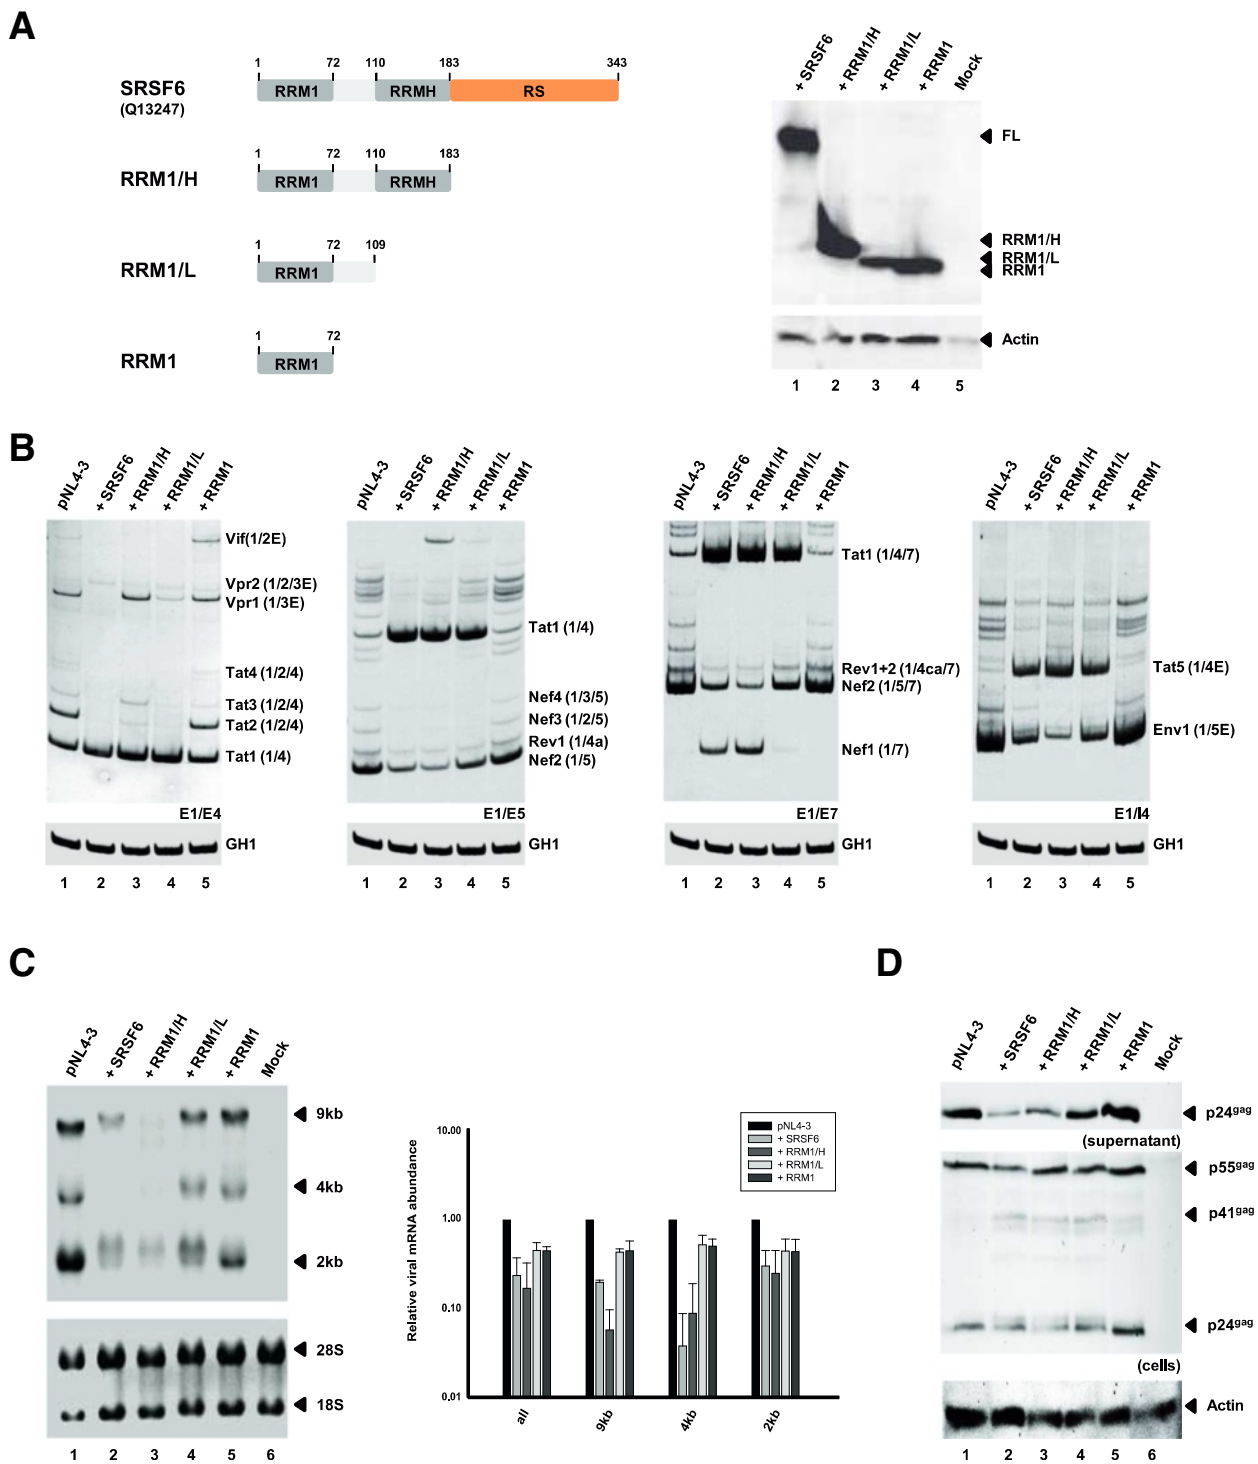 A
1 72 110 183 343
SRSF6
(Q13247)
RRM1 RRMH RS
1 72 110 183
RRM1/H
RRM1 RRMH
1 72 109
RRM1/L
RRM1
1 72
RRM1
RRM1
+ SRSF6 + RRM1/H + RRM1/L + RRM1 Mock
FL
RRM1/H
RRM1/L
RRM1
Actin
1 2 3 4 5
B
pNL4-3 + SRSF6 + RRM1/H + RRM1/L + RRM1
Vif(1/2E)
Vpr2 (1/2/3E)
Vpr1 (1/3E)
Tat4 (1/2/4)
Tat3 (1/2/4)
Tat2 (1/2/4)
Tat1 (1/4)
E1/E4
GH1
1 2 3 4 5
pNL4-3 + SRSF6 + RRM1/H + RRM1/L + RRM1
Tat1 (1/4)
Nef4 (1/3/5)
Nef3 (1/2/5)
Rev1 (1/4a)
Nef2 (1/5)
E1/E5
GH1
1 2 3 4 5
pNL4-3 + SRSF6 + RRM1/H + RRM1/L + RRM1
Tat1 (1/4/7)
Rev1+2 (1/4ca/7)
Nef2 (1/5/7)
Nef1 (1/7)
E1/E7
GH1
1 2 3 4 5
pNL4-3 + SRSF6 + RRM1/H + RRM1/L + RRM1
Tat5 (1/4E)
Env1 (1/5E)
E1/I4
GH1
1 2 3 4 5
C
pNL4-3 + SRSF6 + RRM1/H + RRM1/L + RRM1 Mock
9kb
4kb
2kb
28S
18S
1 2 3 4 5 6
Relative viral mRNA abundance
10.00
1.00
0.10
0.01
pNL4-3
+ SRSF6
+ RRM1/H
+ RRM1/L
+ RRM1
all 9kb 4kb 2kb
D
pNL4-3 + SRSF6 + RRM1/H + RRM1/L + RRM1 Mock
p24gag
(supernatant)
p55gag
p41gag
p24gag
(cells)
Actin
1 2 3 4 5 6